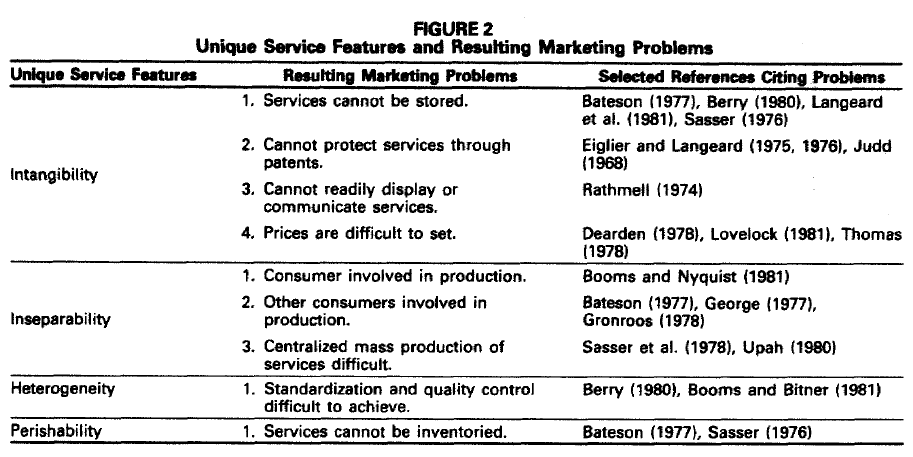 FIGURE 2
Unique Service Features and Resulting Marketing Problems
Unique Service Features Resulting Marketing Problems Selected References Citing Problems
Intangibility
1. Services cannot be stored.
Bateson (1977), Berry (1980), Langeard
et al. (1981), Sasser (1976)
2. Cannot protect services through
patents.
Eiglier and Langeard (1975, 1976), Judd
(1968)
3. Cannot readily display or
communicate services.
Rathmell (1974)
4. Prices are difficult to set.
Dearden (1978), Lovelock (1981), Thomas
(1978)
Inseparability
1. Consumer involved in production.
Booms and Nyquist (1981)
2. Other consumers involved in
production.
Bateson (1977), George (1977),
Gronroos (1978)
3. Centralized mass production of
services difficult.
Sasser et al. (1978), Upah (1980)
Heterogeneity
1. Standardization and quality control
difficult to achieve.
Berry (1980), Booms and Bitner (1981)
Perishability
1. Services cannot be inventoried.
Bateson (1977), Sasser (1976)